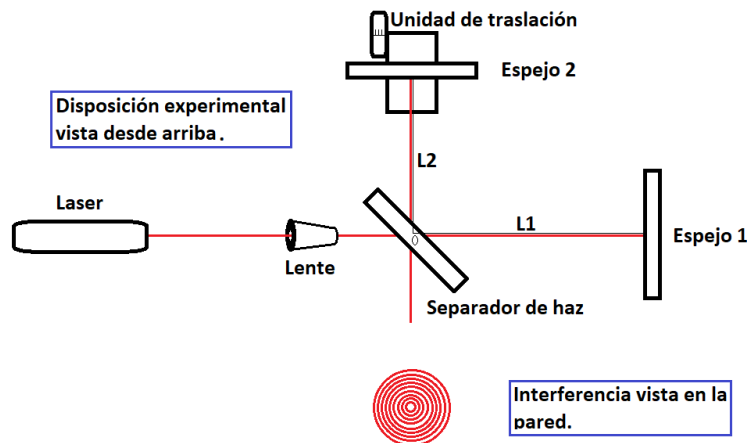 Unidad de traslación
Espejo 2
Disposición experimental
vista desde arriba.
L2
Laser
L1
Espejo 1
Lente
Separador de haz
Interferencia vista en la
pared.